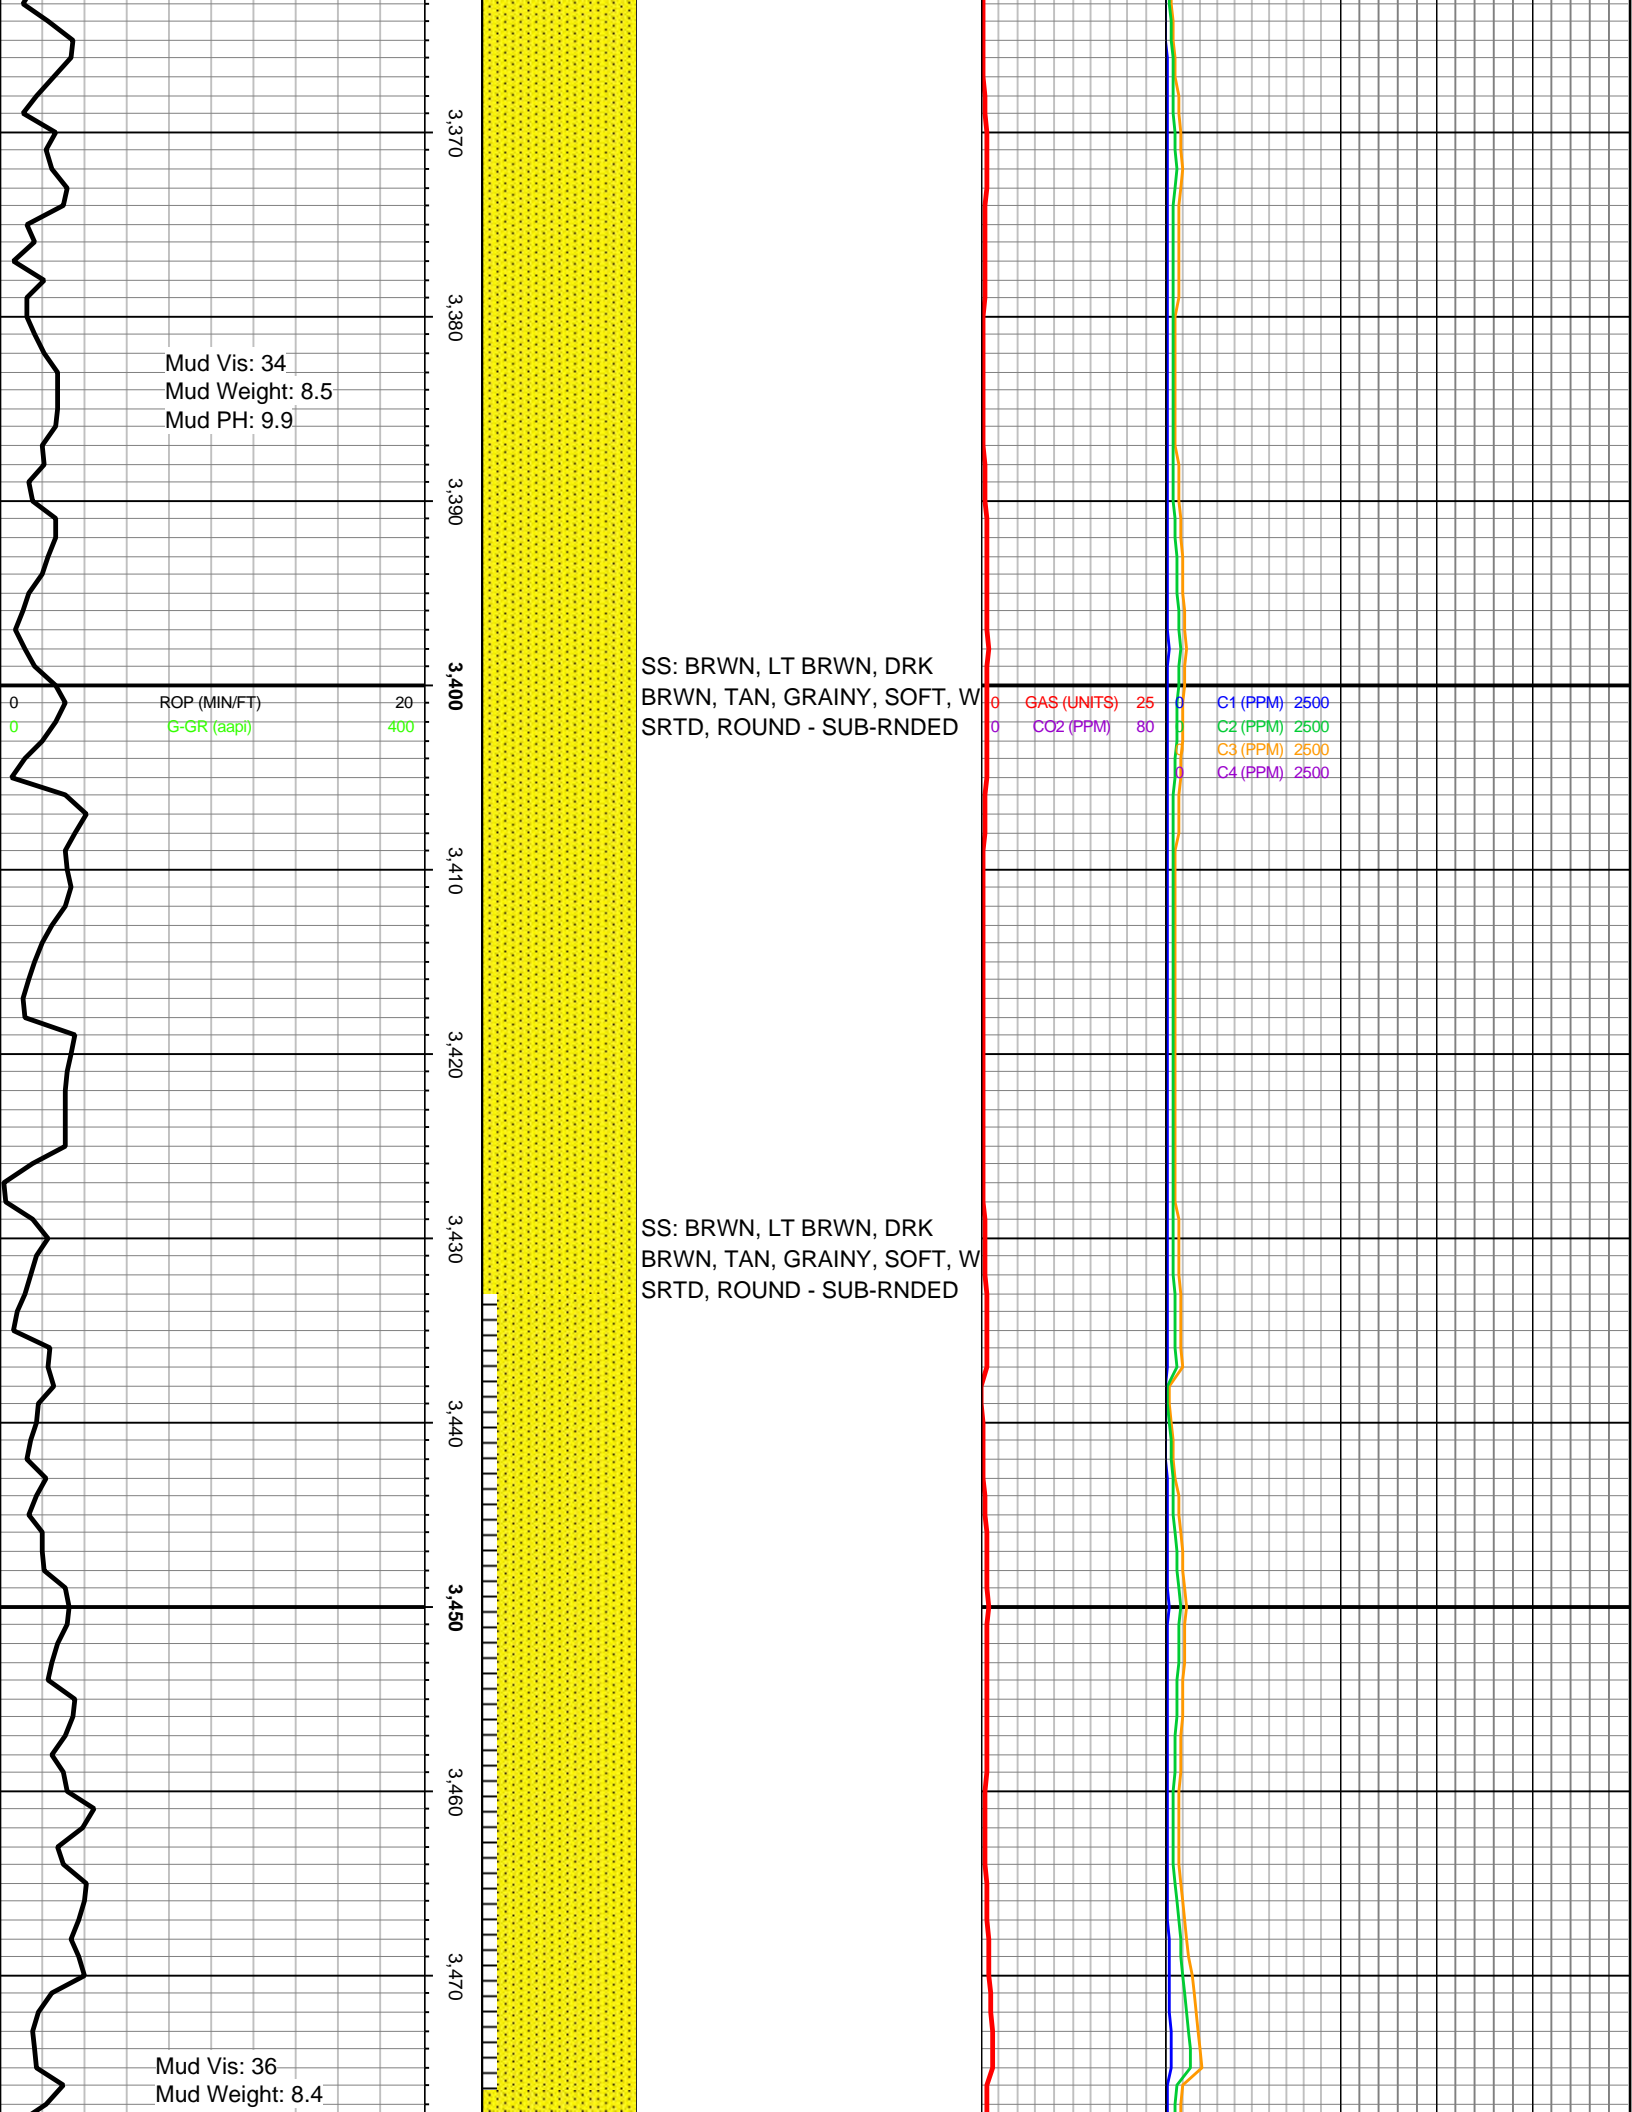 3,370
3,380
Mud Vis: 34
Mud Weight: 8.5
Mud PH: 9.9
3,390
SS: BRWN, LT BRWN, DRK
BRWN, TAN, GRAINY, SOFT, W
SRTD, ROUND - SUB-RNDED
3,400
0 ROP (MIN/FT) 20
0 G-GR (aapi) 400
0 GAS (UNITS) 25
0 CO2 (PPM) 80
0 C1 (PPM) 2500
0 C2 (PPM) 2500
0 C3 (PPM) 2500
0 C4 (PPM) 2500
3,410
3,420
3,430
SS: BRWN, LT BRWN, DRK
BRWN, TAN, GRAINY, SOFT, W
SRTD, ROUND - SUB-RNDED
3,440
3,450
3,460
3,470
Mud Vis: 36
Mud Weight: 8.4